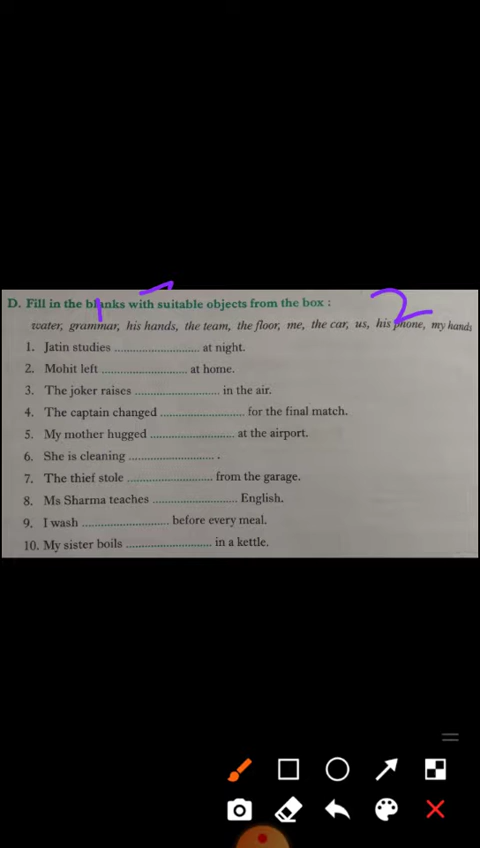 D. Fill in the blanks with suitable objects from the box :
water, grammar, his hands, the team, the floor, me, the car, us, his phone, my hands
1. Jatin studies .......................... at night.
2. Mohit left .......................... at home.
3. The joker raises .......................... in the air.
4. The captain changed .......................... for the final match.
5. My mother hugged .......................... at the airport.
6. She is cleaning .......................... .
7. The thief stole .......................... from the garage.
8. Ms Sharma teaches .......................... English.
9. I wash .......................... before every meal.
10. My sister boils .......................... in a kettle.
1
2